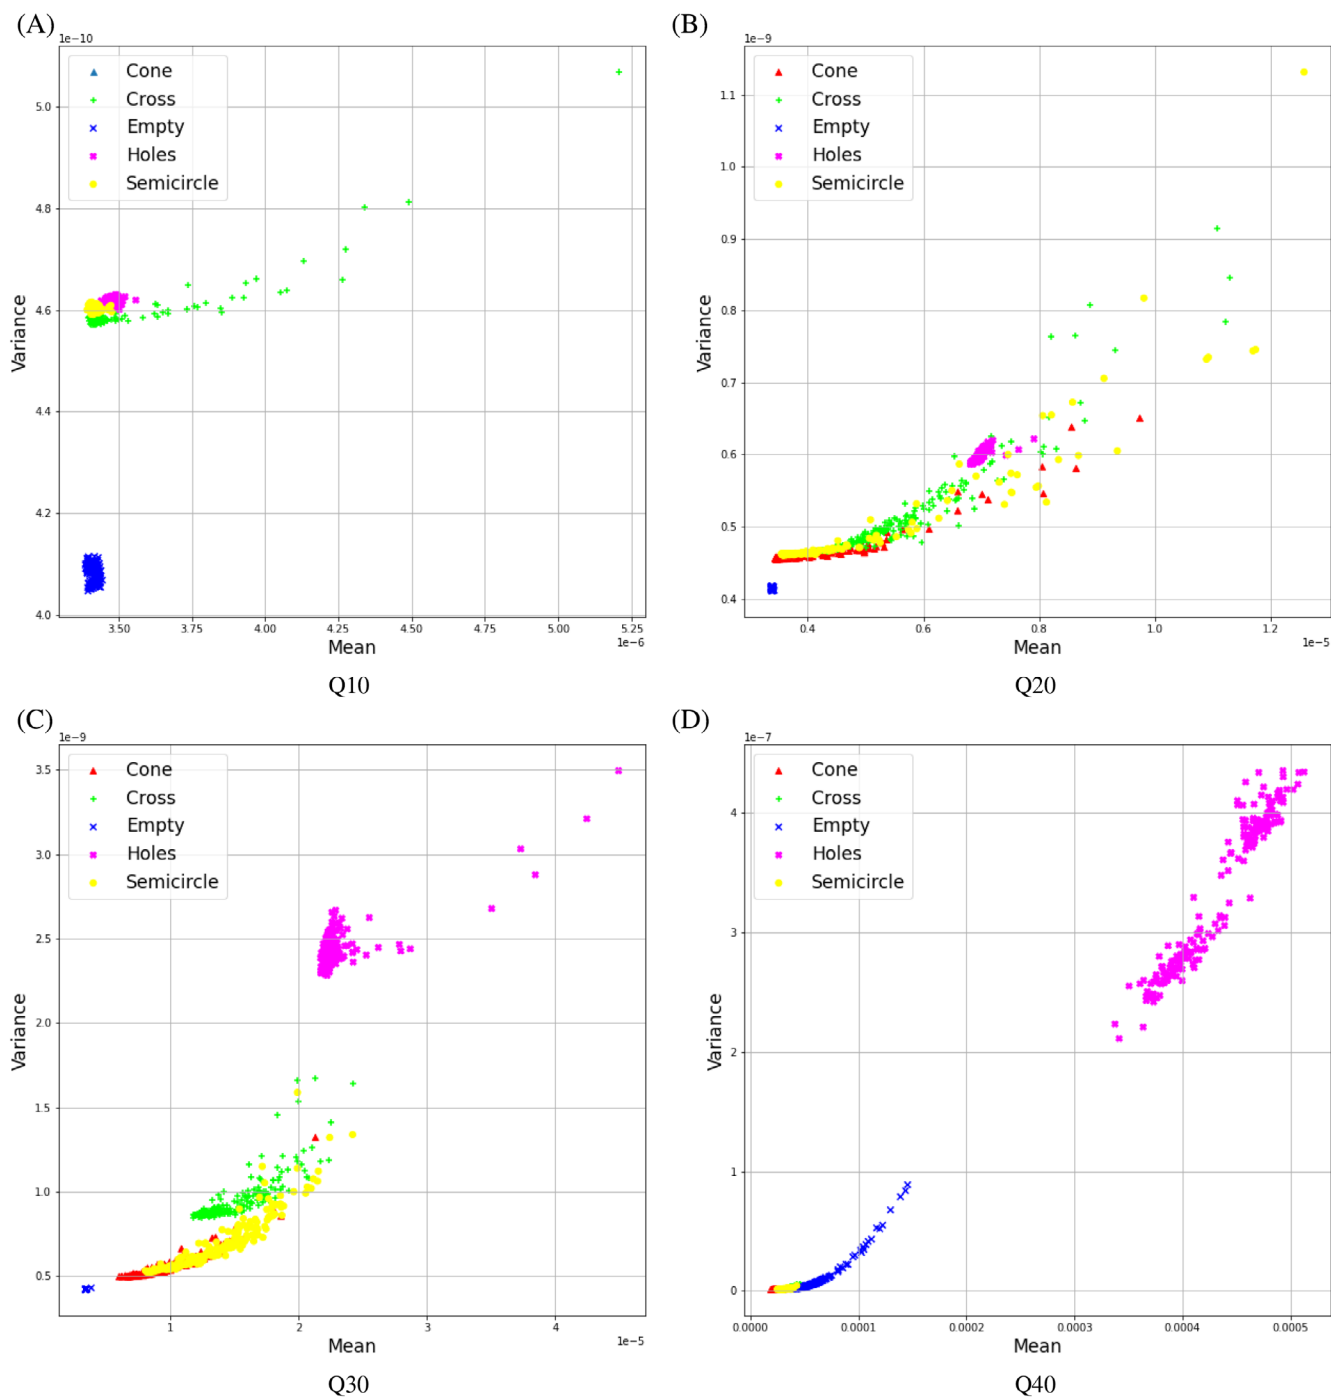 (A)
1e−10
Cone
Cross
Empty
Holes
Semicircle
5.0
4.8
4.6
4.4
4.2
4.0
Variance
3.50
3.75
4.00
4.25
4.50
4.75
5.00
5.25
1e−6
Mean
Q10
(B)
1e−9
Cone
Cross
Empty
Holes
Semicircle
1.1
1.0
0.9
0.8
0.7
0.6
0.5
0.4
Variance
0.4
0.6
0.8
1.0
1.2
1e−5
Mean
Q20
(C)
1e−9
Cone
Cross
Empty
Holes
Semicircle
3.5
3.0
2.5
2.0
1.5
1.0
0.5
Variance
1
2
3
4
1e−5
Mean
Q30
(D)
1e−7
Cone
Cross
Empty
Holes
Semicircle
4
3
2
1
0
Variance
0.0000
0.0001
0.0002
0.0003
0.0004
0.0005
Mean
Q40